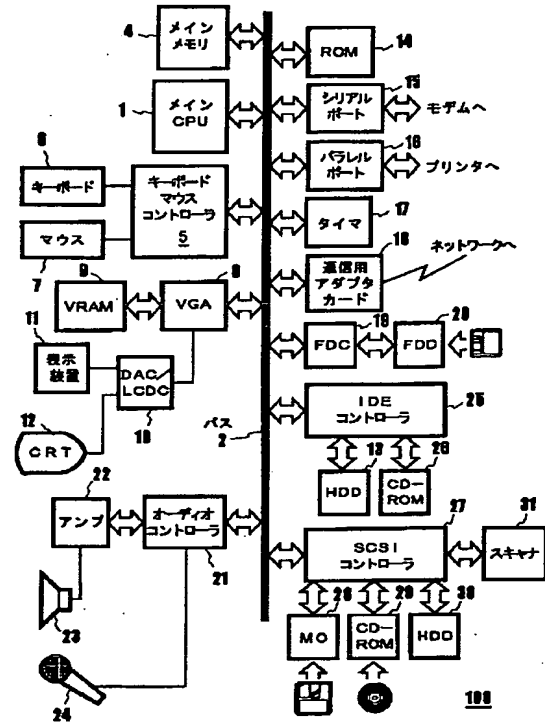 4
メイン
メモリ
1
メイン
CPU
6
キーボード
7
マウス
キーボード
マウス
コントローラ
5
9
VRAM
8
VGA
11
表示
装置
DAC/
LCDC
10
12
CRT
バス
2
22
アンプ
オーディオ
コントローラ
21
23
24
ROM
14
15
シリアル
ポート
モデムへ
16
パラレル
ポート
プリンタへ
タイマ
17
18
通信用
アダプタ
カード
ネットワークへ
19
FDC
20
FDD
IDE
コントローラ
25
13
HDD
26
CD-
ROM
27
SCSI
コントローラ
31
スキャナ
28
MO
29
CD-
ROM
30
HDD
100